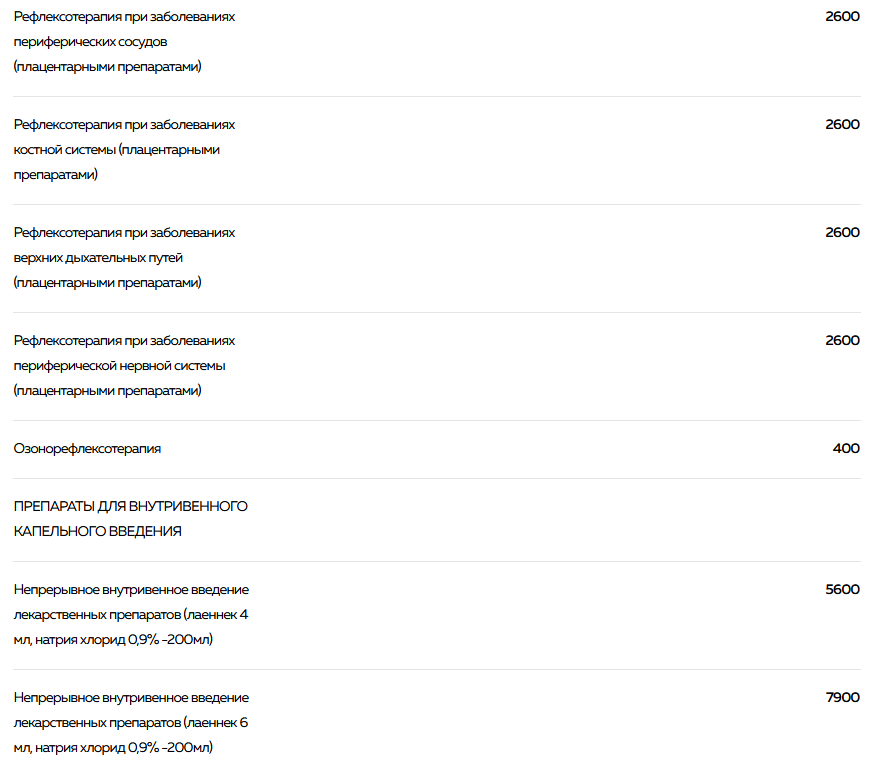 Рефлексотерапия при заболеваниях 2600
периферических сосудов
(плацентарными препаратами)
Рефлексотерапия при заболеваниях 2600
костной системы (плацентарными
препаратами)
Рефлексотерапия при заболеваниях 2600
верхних дыхательных путей
(плацентарными препаратами)
Рефлексотерапия при заболеваниях 2600
периферической нервной системы
(плацентарными препаратами)
Озонорефлексотерапия 400
ПРЕПАРАТЫ ДЛЯ ВНУТРИВЕННОГО
КАПЕЛЬНОГО ВВЕДЕНИЯ
Непрерывное внутривенное введение 5600
лекарственных препаратов (лаеннек 4
мл, натрия хлорид 0,9% -200мл)
Непрерывное внутривенное введение 7900
лекарственных препаратов (лаеннек 6
мл, натрия хлорид 0,9% -200мл)